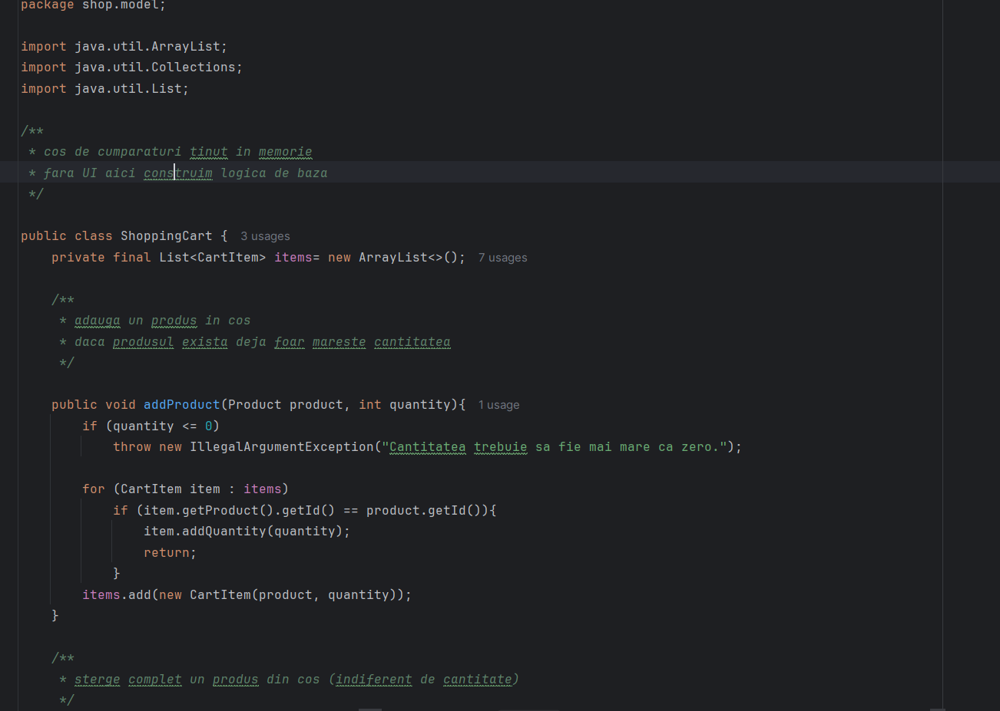 package shop.model;
import java.util.ArrayList;
import java.util.Collections;
import java.util.List;
/**
 * cos de cumparaturi tinut in memorie
 * fara UI aici construim logica de baza
 */
public class ShoppingCart {  3 usages
    private final List<CartItem> items= new ArrayList<>();  7 usages
    /**
     * adauga un produs in cos
     * daca produsul exista deja foar mareste cantitatea
     */
    public void addProduct(Product product, int quantity){  1 usage
        if (quantity <= 0)
            throw new IllegalArgumentException("Cantitatea trebuie sa fie mai mare ca zero.");
        for (CartItem item : items)
            if (item.getProduct().getId() == product.getId()){
                item.addQuantity(quantity);
                return;
            }
        items.add(new CartItem(product, quantity));
    }
    /**
     * sterge complet un produs din cos (indiferent de cantitate)
     */